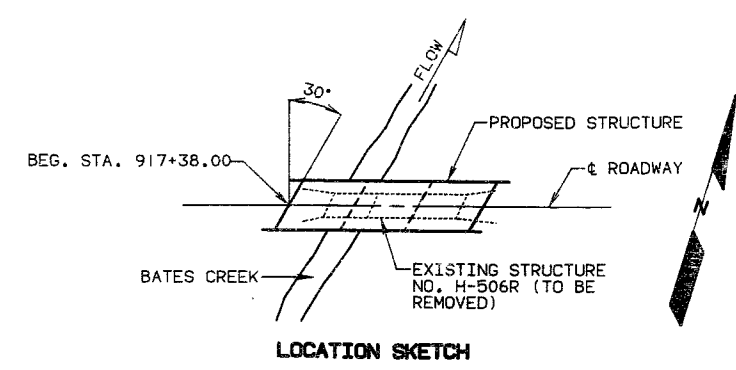 FLOW
30°
PROPOSED STRUCTURE
BEG. STA. 917+38.00
℄ ROADWAY
N
BATES CREEK
EXISTING STRUCTURE
NO. H-506R (TO BE
REMOVED)
LOCATION SKETCH